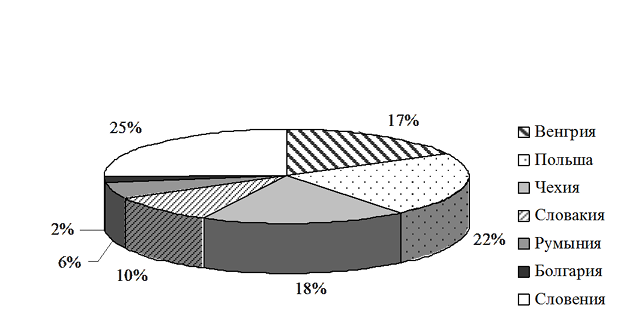 25%
17%
22%
18%
10%
6%
2%
Венгрия
Польша
Чехия
Словакия
Румыния
Болгария
Словения